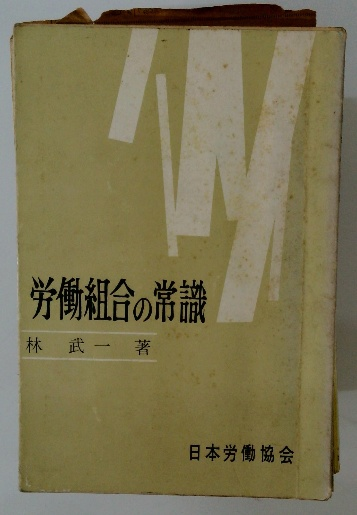 労働組合の常識
林 武一 著
日本労働協会